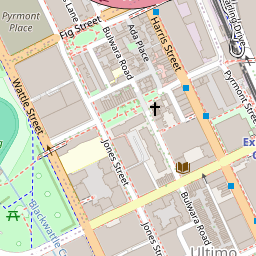 Pyrmont
Place
Fig Street
Ada Place
Harris Street
Bulwara Road
Wattle Street
Pyrmont Street
Jones Street
Jones Street
Bulwara Road
Ultimo